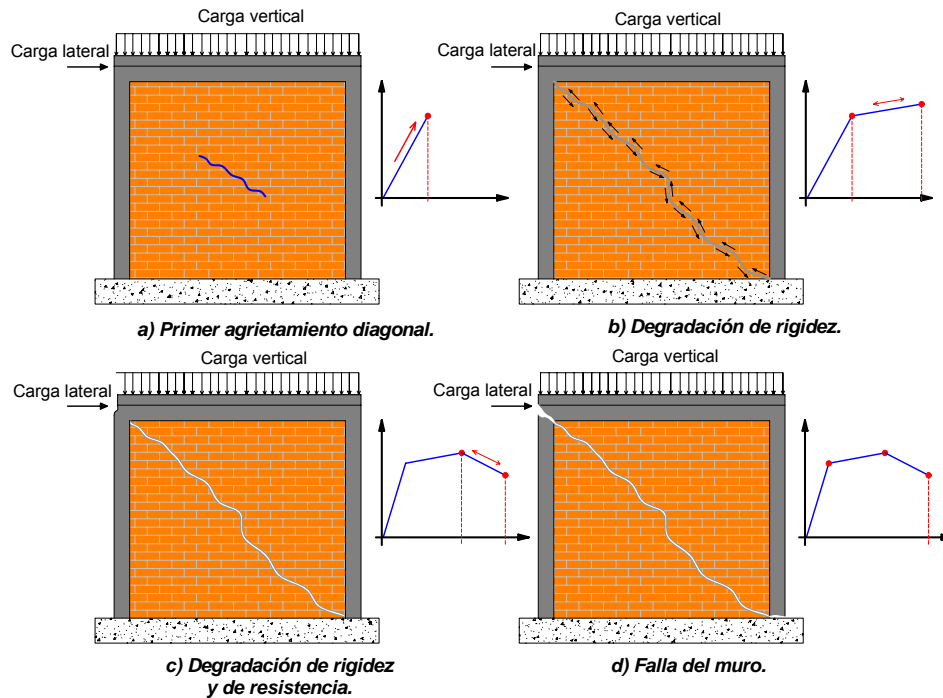 Carga vertical
Carga lateral
a) Primer agrietamiento diagonal.
Carga vertical
Carga lateral
b) Degradación de rigidez.
Carga vertical
Carga lateral
c) Degradación de rigidez
y de resistencia.
Carga vertical
Carga lateral
d) Falla del muro.